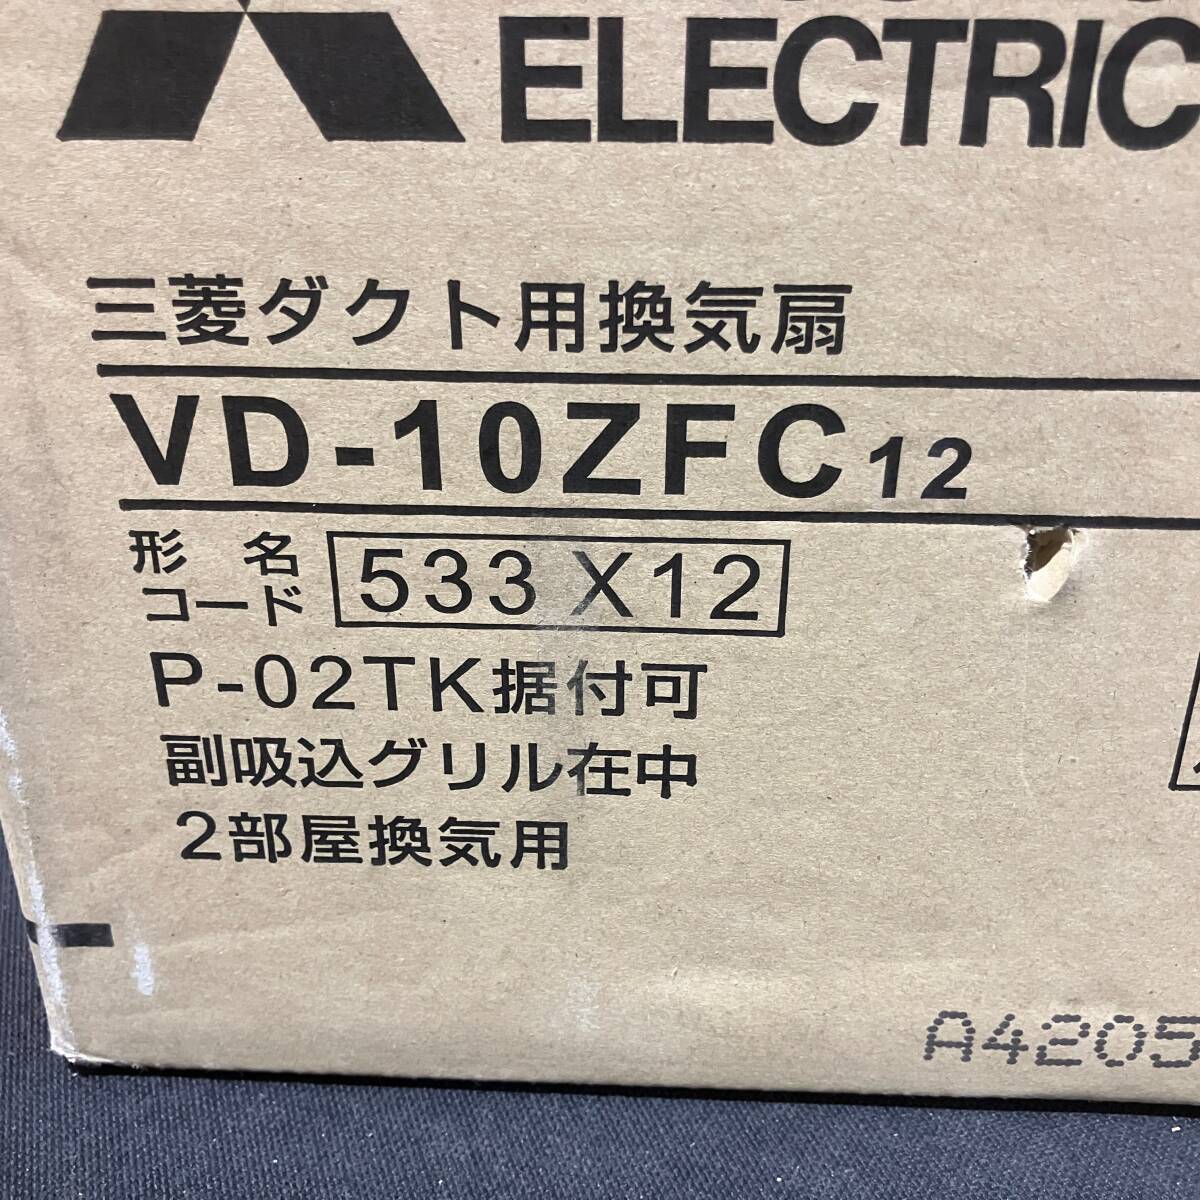 ELECTRIC
三菱ダクト用換気扇
VD-10ZFC12
形名
コード 533X12
P-02TK据付可
副吸込グリル在中
2部屋換気用
A4205